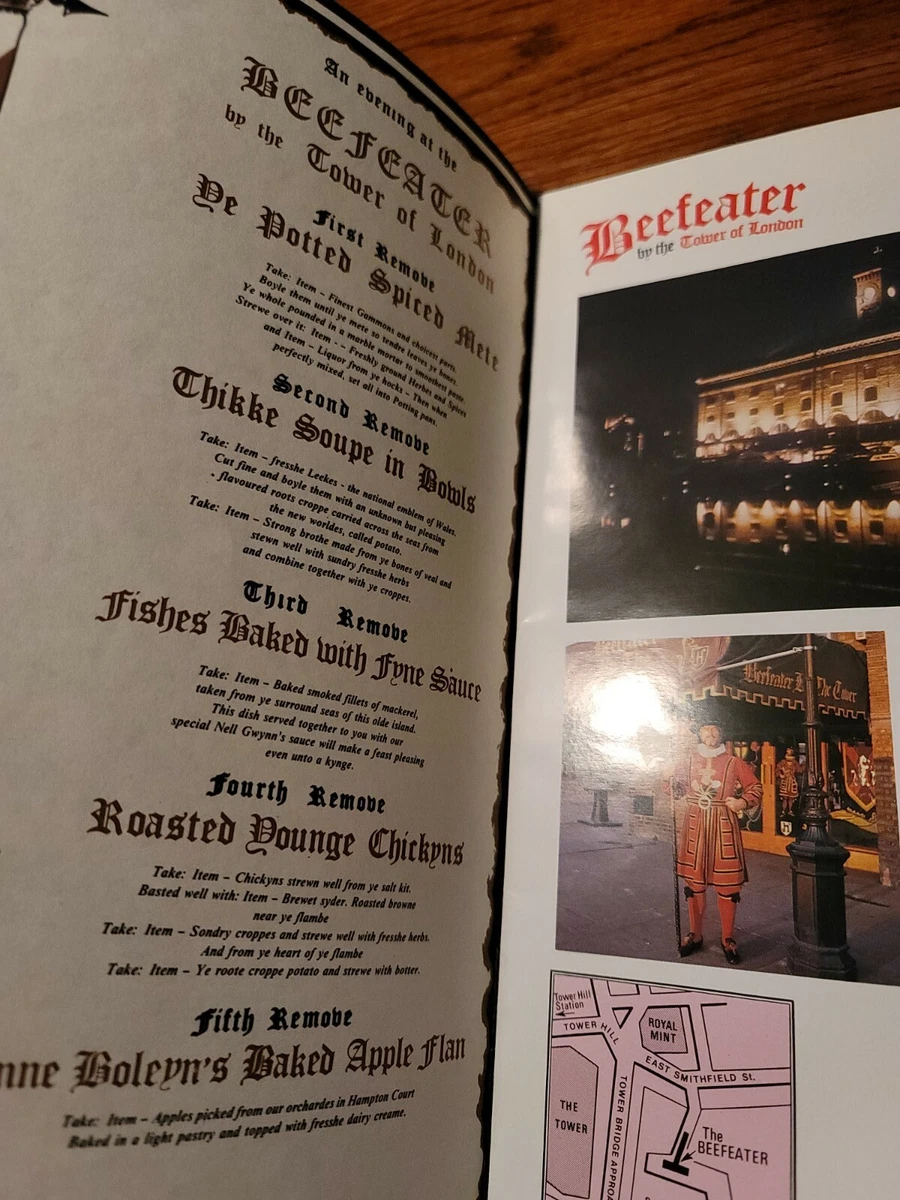 An evening at the
BEEFEATER
by the Tower of London
First Remove
Ye Potted Spiced Mete
Take: Item – Finest Gammons and choicest parts.
Boyle them until ye mete so tendre leaves ye bones.
Ye whole pounded in a marble mortar to smoothest paste.
Strewe over it: Item - – Freshly ground Herbes and Spices
and Item – Liquor from ye hocks – Then when
perfectly mixed, set all into Potting pans.
Second Remove
Thikke Soupe in Bowls
Take: Item – fresshe Leekes - the national emblem of Wales.
Cut fine and boyle them with an unknown but pleasing
- flavoured roots croppe carried across the seas from
the new worldes, called potato.
Take: Item – Strong brothe made from ye bones of veal and
stewn well with sundry fresshe herbs
and combine together with ye croppes.
Third Remove
Fishes Baked with Fyne Sauce
Take: Item – Baked smoked fillets of mackerel,
taken from ye surround seas of this olde island.
This dish served together to you with our
special Nell Gwynn's sauce will make a feast pleasing
even unto a kynge.
Fourth Remove
Roasted Younge Chickyns
Take: Item – Chickyns strewn well from ye salt kit.
Basted well with: Item – Brewet syder. Roasted browne
near ye flambe
Take: Item – Sondry croppes and strewe well with fresshe herbs.
And from ye heart of ye flambe
Take: Item – Ye roote croppe potato and strewe with botter.
Fifth Remove
nne Boleyn's Baked Apple Flan
Take: Item – Apples picked from our orchardes in Hampton Court
Baked in a light pastry and topped with fresshe dairy creame.
Beefeater
by the Tower of London
Beefeater
The Tower
Tower Hill
Station
TOWER HILL
ROYAL
MINT
EAST SMITHFIELD St.
THE
TOWER
TOWER BRIDGE APPROA
The
BEEFEATER